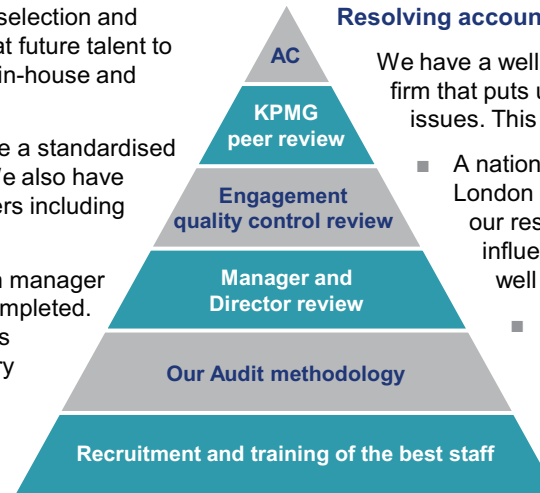 selection and
at future talent to
in-house and
e a standardised
We also have
ers including
n manager
mpleted.
s
ry
AC
KPMG
peer review
Engagement
quality control review
Manager and
Director review
Our Audit methodology
Recruitment and training of the best staff
Resolving accoun
We have a well
firm that puts u
issues. This
■ A nation
London
our res
influe
well
■